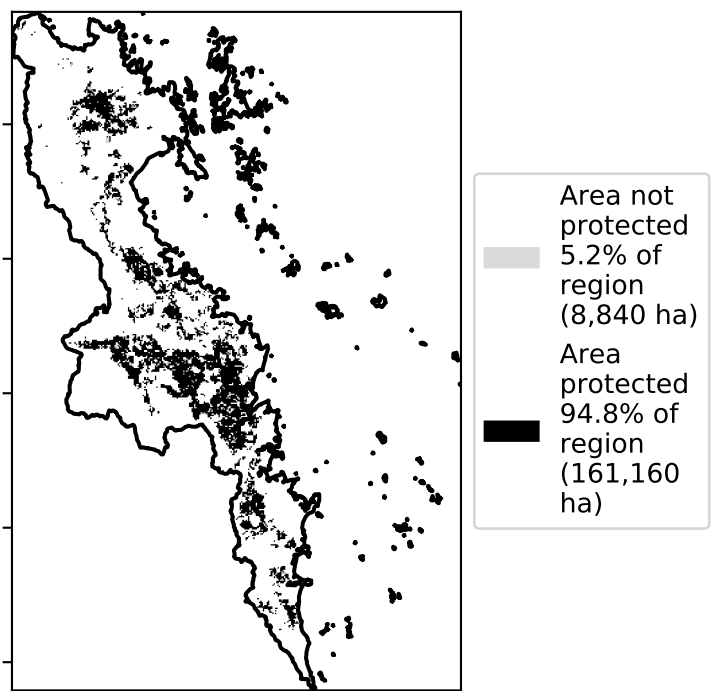 Area not
protected
5.2% of
region
(8,840 ha)
Area
protected
94.8% of
region
(161,160
ha)